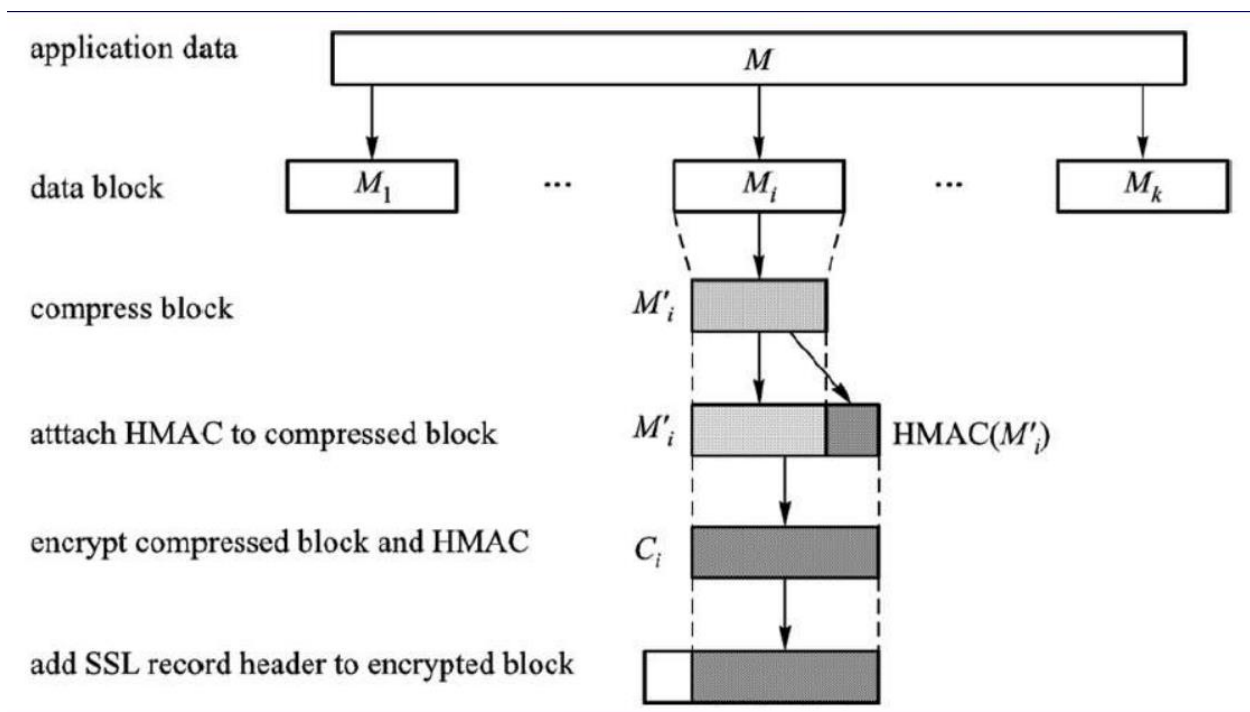 application data
M
data block
M₁ ... Mᵢ ... Mₖ
compress block
M'ᵢ
atttach HMAC to compressed block
M'ᵢ
HMAC(M'ᵢ)
encrypt compressed block and HMAC
Cᵢ
add SSL record header to encrypted block